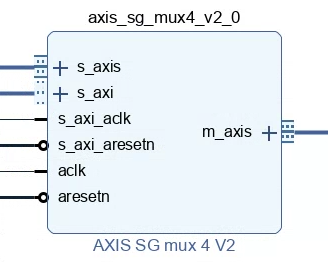 axis_sg_mux4_v2_0
s_axis
s_axi
s_axi_aclk
s_axi_aresetn
m_axis
aclk
aresetn
AXIS SG mux 4 V2